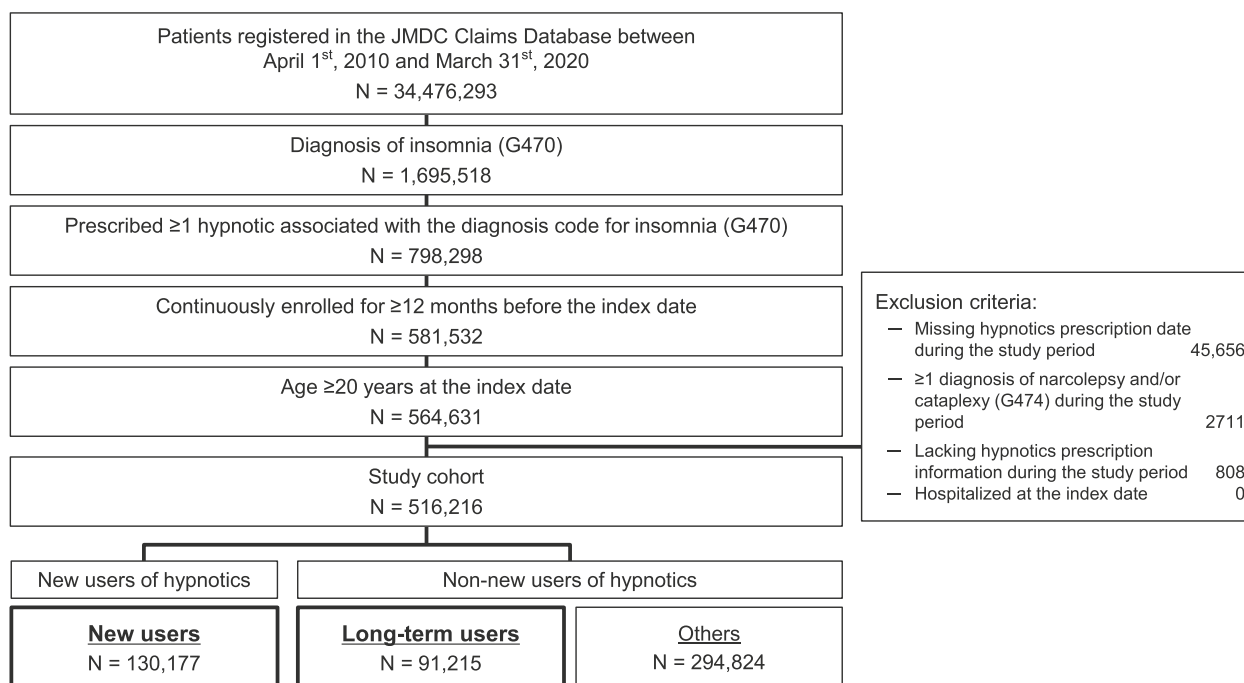 Patients registered in the JMDC Claims Database between
April 1st, 2010 and March 31st, 2020
N = 34,476,293
Diagnosis of insomnia (G470)
N = 1,695,518
Prescribed ≥1 hypnotic associated with the diagnosis code for insomnia (G470)
N = 798,298
Continuously enrolled for ≥12 months before the index date
N = 581,532
Age ≥20 years at the index date
N = 564,631
Exclusion criteria:
— Missing hypnotics prescription date
during the study period 45,656
— ≥1 diagnosis of narcolepsy and/or
cataplexy (G474) during the study
period 2711
— Lacking hypnotics prescription
information during the study period 808
— Hospitalized at the index date 0
Study cohort
N = 516,216
New users of hypnotics
Non-new users of hypnotics
New users
N = 130,177
Long-term users
N = 91,215
Others
N = 294,824